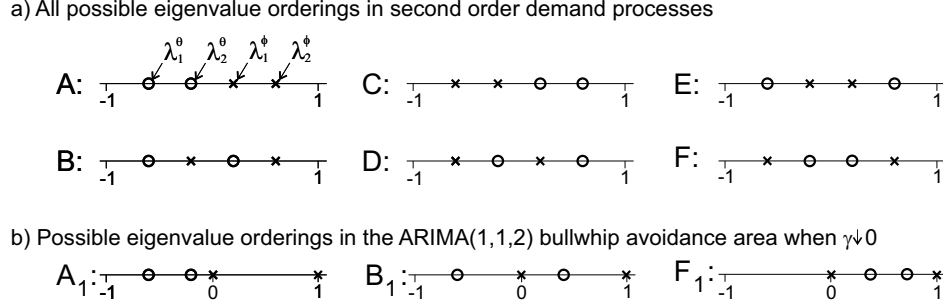 a) All possible eigenvalue orderings in second order demand processes
λ₁^θ λ₂^θ λ₁^ϕ λ₂^ϕ
A: -1 1 C: -1 1 E: -1 1
B: -1 1 D: -1 1 F: -1 1
b) Possible eigenvalue orderings in the ARIMA(1,1,2) bullwhip avoidance area when γ↓0
A₁: -1 0 1 B₁: -1 0 1 F₁: -1 0 1